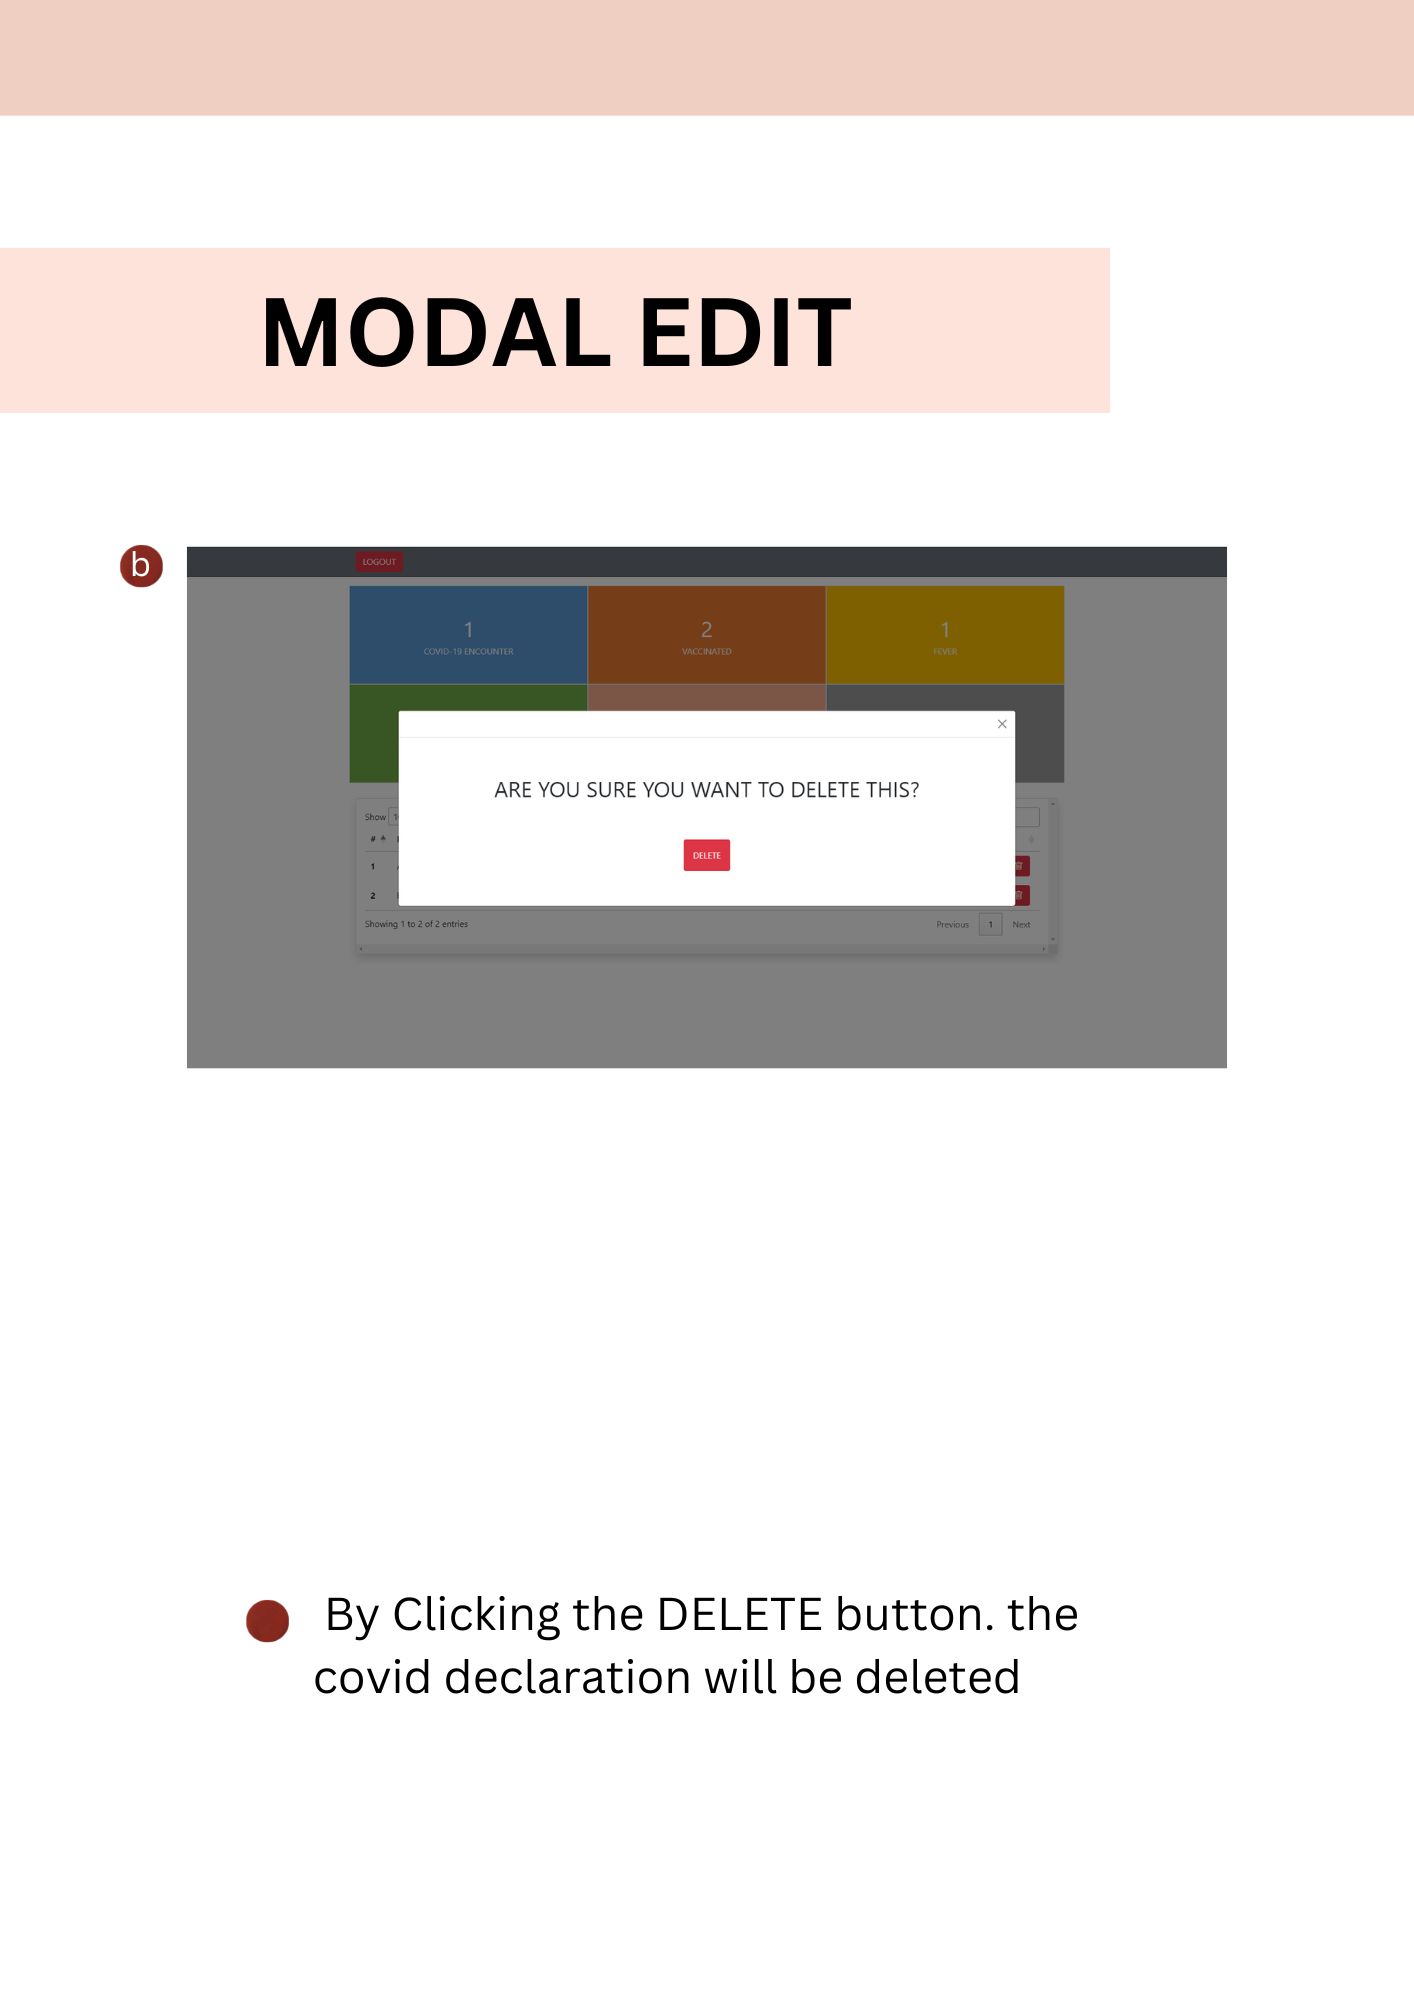 MODAL EDIT
b
LOGOUT
1
COVID-19 ENCOUNTER
2
VACCINATED
1
FEVER
×
ARE YOU SURE YOU WANT TO DELETE THIS?
DELETE
Show
#
1
2
Showing 1 to 2 of 2 entries
Previous 1 Next
By Clicking the DELETE button. the
covid declaration will be deleted